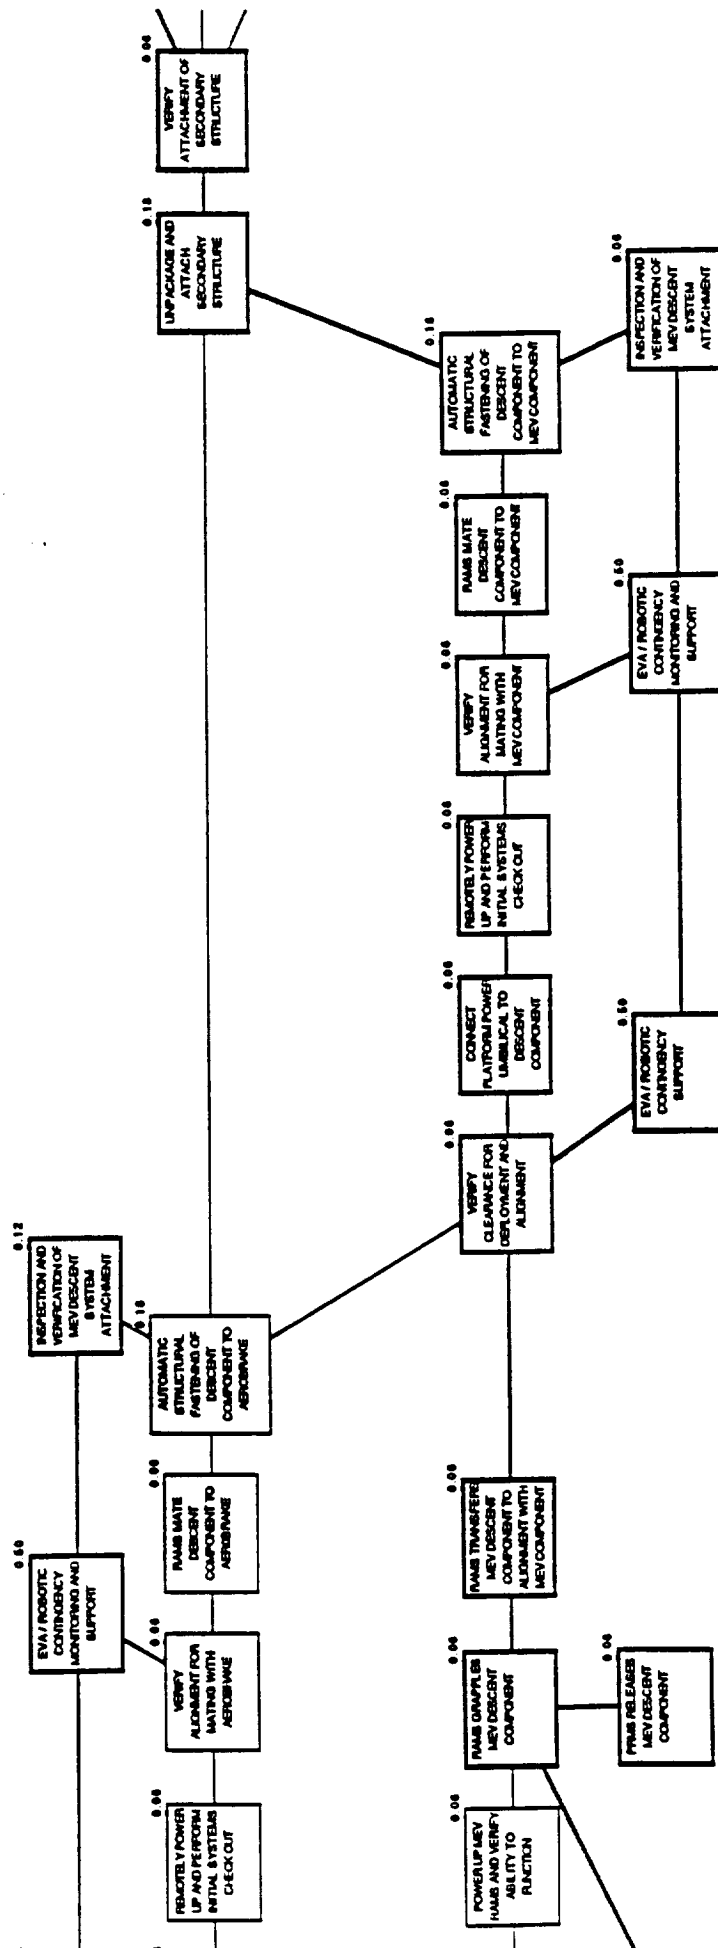 0.06
VERIFY
ATTACHMENT OF
SECONDARY
STRUCTURE
0.18
UNPACKAGE AND
ATTACH
SECONDARY
STRUCTURE
0.18
AUTOMATIC
STRUCTURAL
FASTENING OF
DESCENT
COMPONENT TO
MEV COMPONENT
0.06
INSPECTION AND
VERIFICATION OF
MEV DESCENT
SYSTEM
ATTACHMENT
0.06
RAMS MATE
DESCENT
COMPONENT TO
MEV COMPONENT
0.50
EVA / ROBOTIC
CONTINGENCY
MONITORING AND
SUPPORT
0.06
VERIFY
ALIGNMENT FOR
MATING WITH
MEV COMPONENT
0.06
REMOTELY POWER
UP AND PERFORM
INITIAL SYSTEMS
CHECK OUT
0.06
CONNECT
PLATFORM POWER
UMBILICAL TO
DESCENT
COMPONENT
0.50
EVA / ROBOTIC
CONTINGENCY
SUPPORT
0.06
VERIFY
CLEARANCE FOR
DEPLOYMENT AND
ALIGNMENT
0.12
INSPECTION AND
VERIFICATION OF
MEV DESCENT
SYSTEM
ATTACHMENT
0.18
AUTOMATIC
STRUCTURAL
FASTENING OF
DESCENT
COMPONENT TO
AEROBRAKE
0.06
RAMS MATE
DESCENT
COMPONENT TO
AEROBRAKE
0.06
RAMS TRANSFERS
MEV DESCENT
COMPONENT TO
ALIGNMENT WITH
MEV COMPONENT
0.50
EVA / ROBOTIC
CONTINGENCY
MONITORING AND
SUPPORT
0.06
VERIFY
ALIGNMENT FOR
MATING WITH
AEROBRAKE
0.06
RAMS GRAPPLES
MEV DESCENT
COMPONENT
0.06
PRMS RELEASES
MEV DESCENT
COMPONENT
0.06
REMOTELY POWER
UP AND PERFORM
INITIAL SYSTEMS
CHECK OUT
0.06
POWER UP MEV
RAMS AND VERIFY
ABILITY TO
FUNCTION